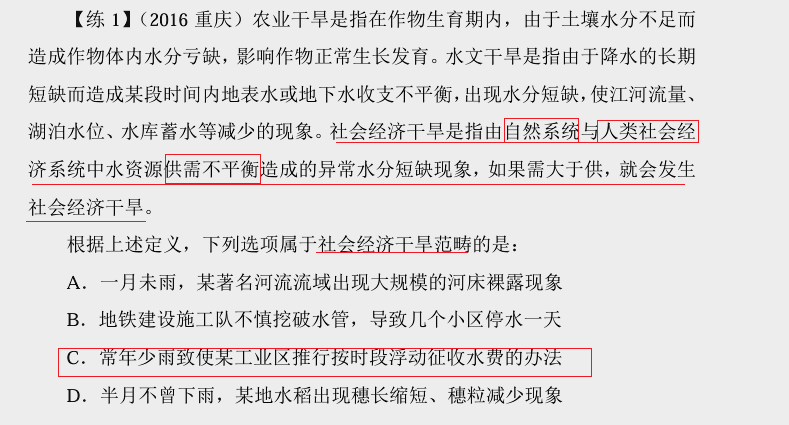 【练 1】（2016 重庆）农业干旱是指在作物生育期内，由于土壤水分不足而
造成作物体内水分亏缺，影响作物正常生长发育。水文干旱是指由于降水的长期
短缺而造成某段时间内地表水或地下水收支不平衡，出现水分短缺，使江河流量、
湖泊水位、水库蓄水等减少的现象。社会经济干旱是指由自然系统与人类社会经
济系统中水资源供需不平衡造成的异常水分短缺现象，如果需大于供，就会发生
社会经济干旱。
根据上述定义，下列选项属于社会经济干旱范畴的是：
A．一月未雨，某著名河流流域出现大规模的河床裸露现象
B．地铁建设施工队不慎挖破水管，导致几个小区停水一天
C．常年少雨致使某工业区推行按时段浮动征收水费的办法
D．半月不曾下雨，某地水稻出现穗长缩短、穗粒减少现象